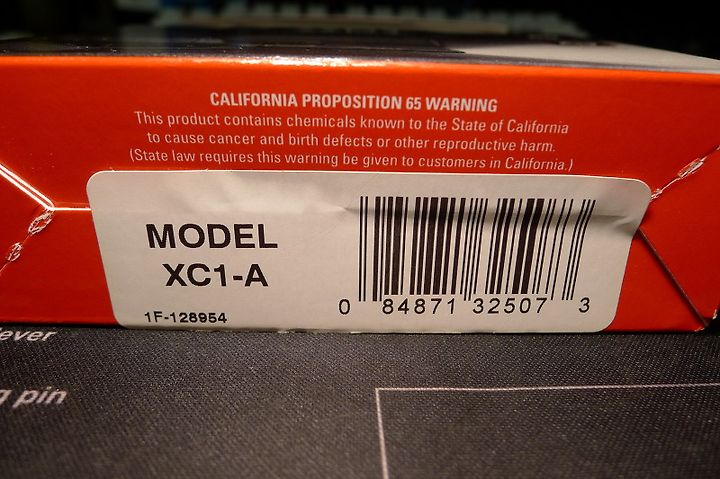 CALIFORNIA PROPOSITION 65 WARNING
This product contains chemicals known to the State of California
to cause cancer and birth defects or other reproductive harm.
(State law requires this warning be given to customers in California.)
MODEL
XC1-A
1F-128954
0 84871 32507 3
lever
pin